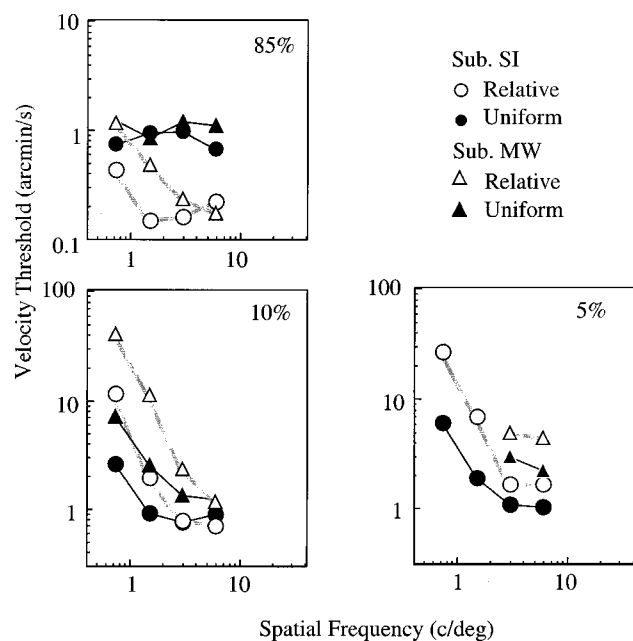 10
85%
1
0.1
1
10
Sub. SI
Relative
Uniform
Sub. MW
Relative
Uniform
Velocity Threshold (arcmin/s)
100
10%
10
1
1
10
100
5%
10
1
1
10
Spatial Frequency (c/deg)